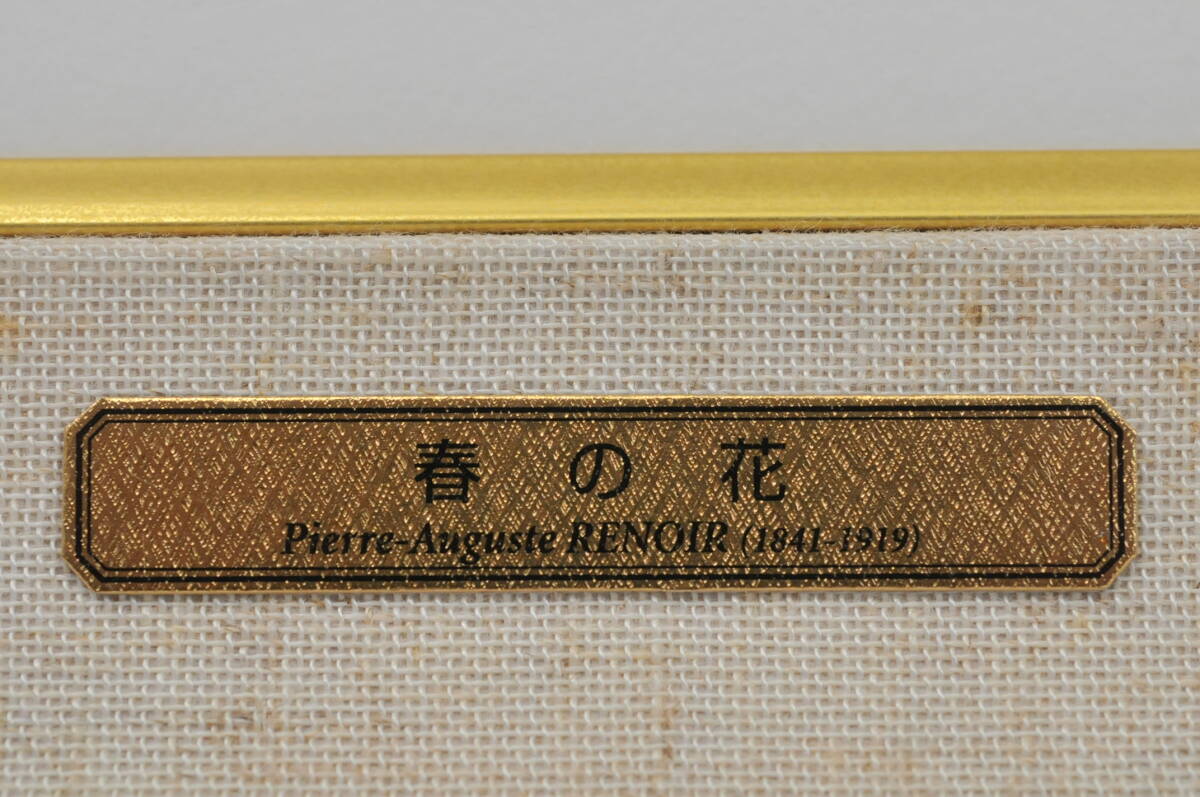 春の花
Pierre-Auguste RENOIR (1841-1919)